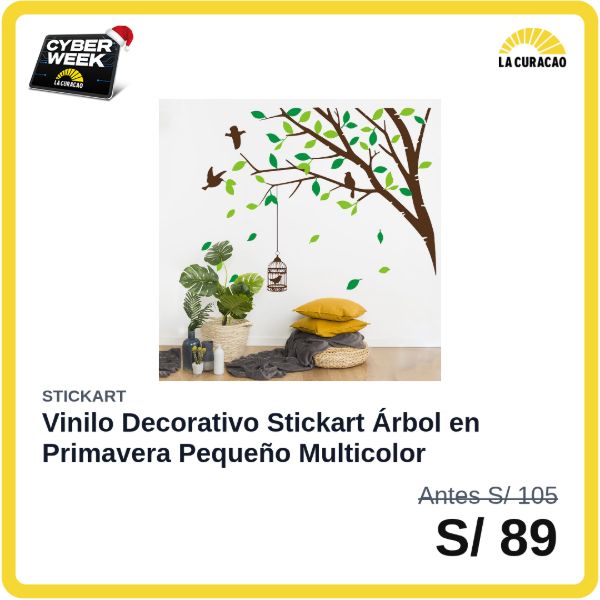 CYBER
WEEK
LA CURACAO
LA CURACAO
STICKART
Vinilo Decorativo Stickart Árbol en
Primavera Pequeño Multicolor
Antes S/ 105
S/ 89